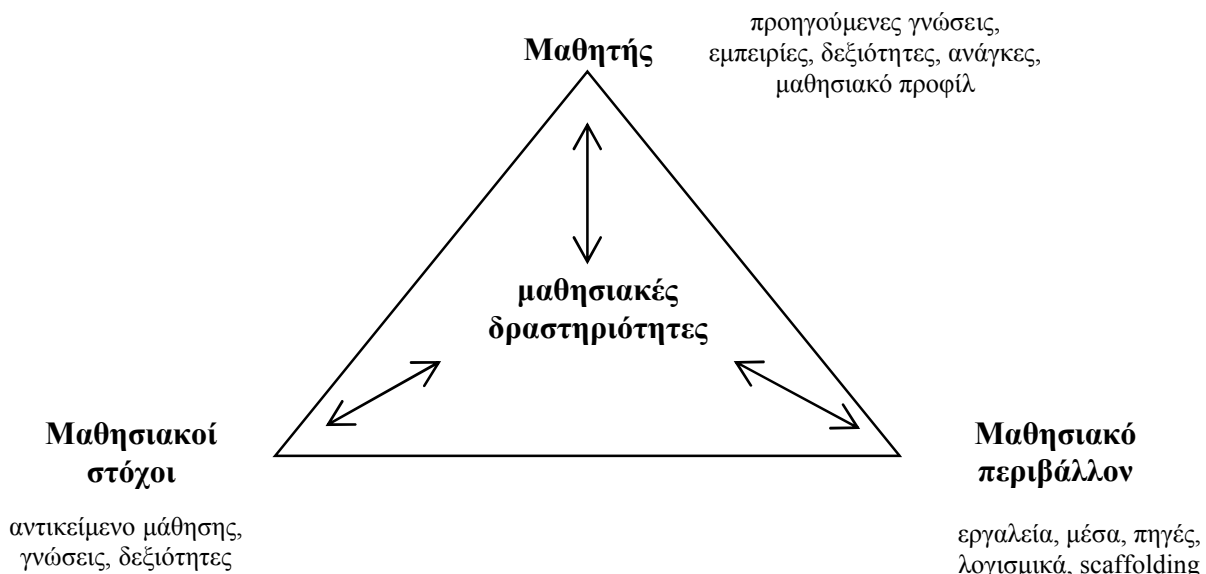 προηγούμενες γνώσεις,
εμπειρίες, δεξιότητες, ανάγκες,
μαθησιακό προφίλ
Μαθητής
μαθησιακές
δραστηριότητες
Μαθησιακοί
στόχοι
αντικείμενο μάθησης,
γνώσεις, δεξιότητες
Μαθησιακό
περιβάλλον
εργαλεία, μέσα, πηγές,
λογισμικά, scaffolding